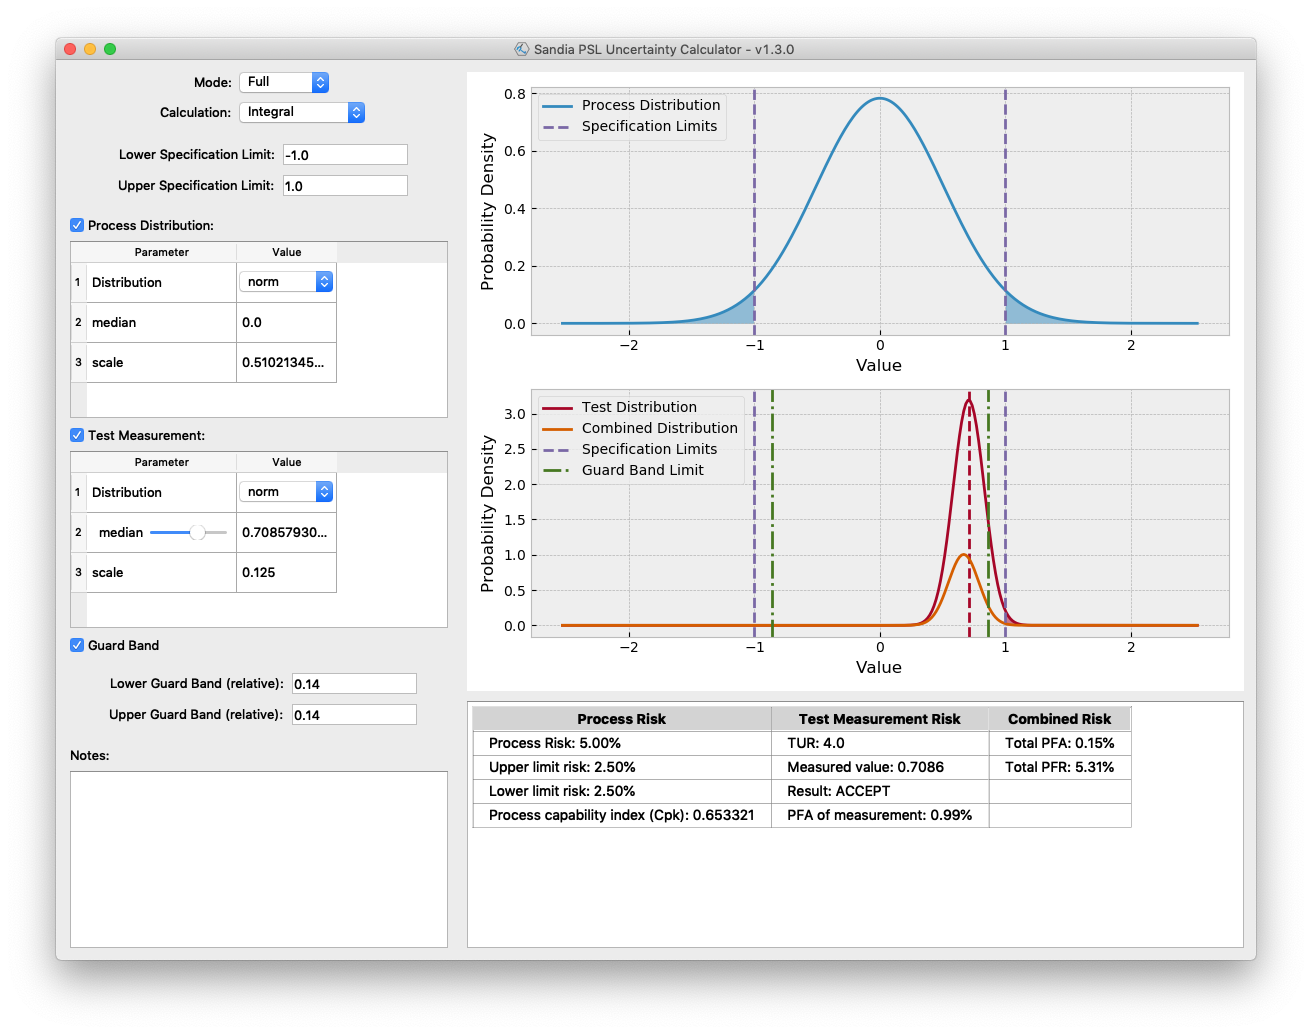 Sandia PSL Uncertainty Calculator - v1.3.0
Mode: Full
Calculation: Integral
Lower Specification Limit: -1.0
Upper Specification Limit: 1.0
Process Distribution:
Parameter Value
1 Distribution norm
2 median 0.0
3 scale 0.51021345...
Test Measurement:
Parameter Value
1 Distribution norm
2 median 0.70857930...
3 scale 0.125
Guard Band
Lower Guard Band (relative): 0.14
Upper Guard Band (relative): 0.14
Notes:
Process Distribution
Specification Limits
Probability Density
0.8
0.6
0.4
0.2
0.0
−2 −1 0 1 2
Value
Test Distribution
Combined Distribution
Specification Limits
Guard Band Limit
Probability Density
3.0
2.5
2.0
1.5
1.0
0.5
0.0
−2 −1 0 1 2
Value
Process Risk Test Measurement Risk Combined Risk
Process Risk: 5.00% TUR: 4.0 Total PFA: 0.15%
Upper limit risk: 2.50% Measured value: 0.7086 Total PFR: 5.31%
Lower limit risk: 2.50% Result: ACCEPT
Process capability index (Cpk): 0.653321 PFA of measurement: 0.99%